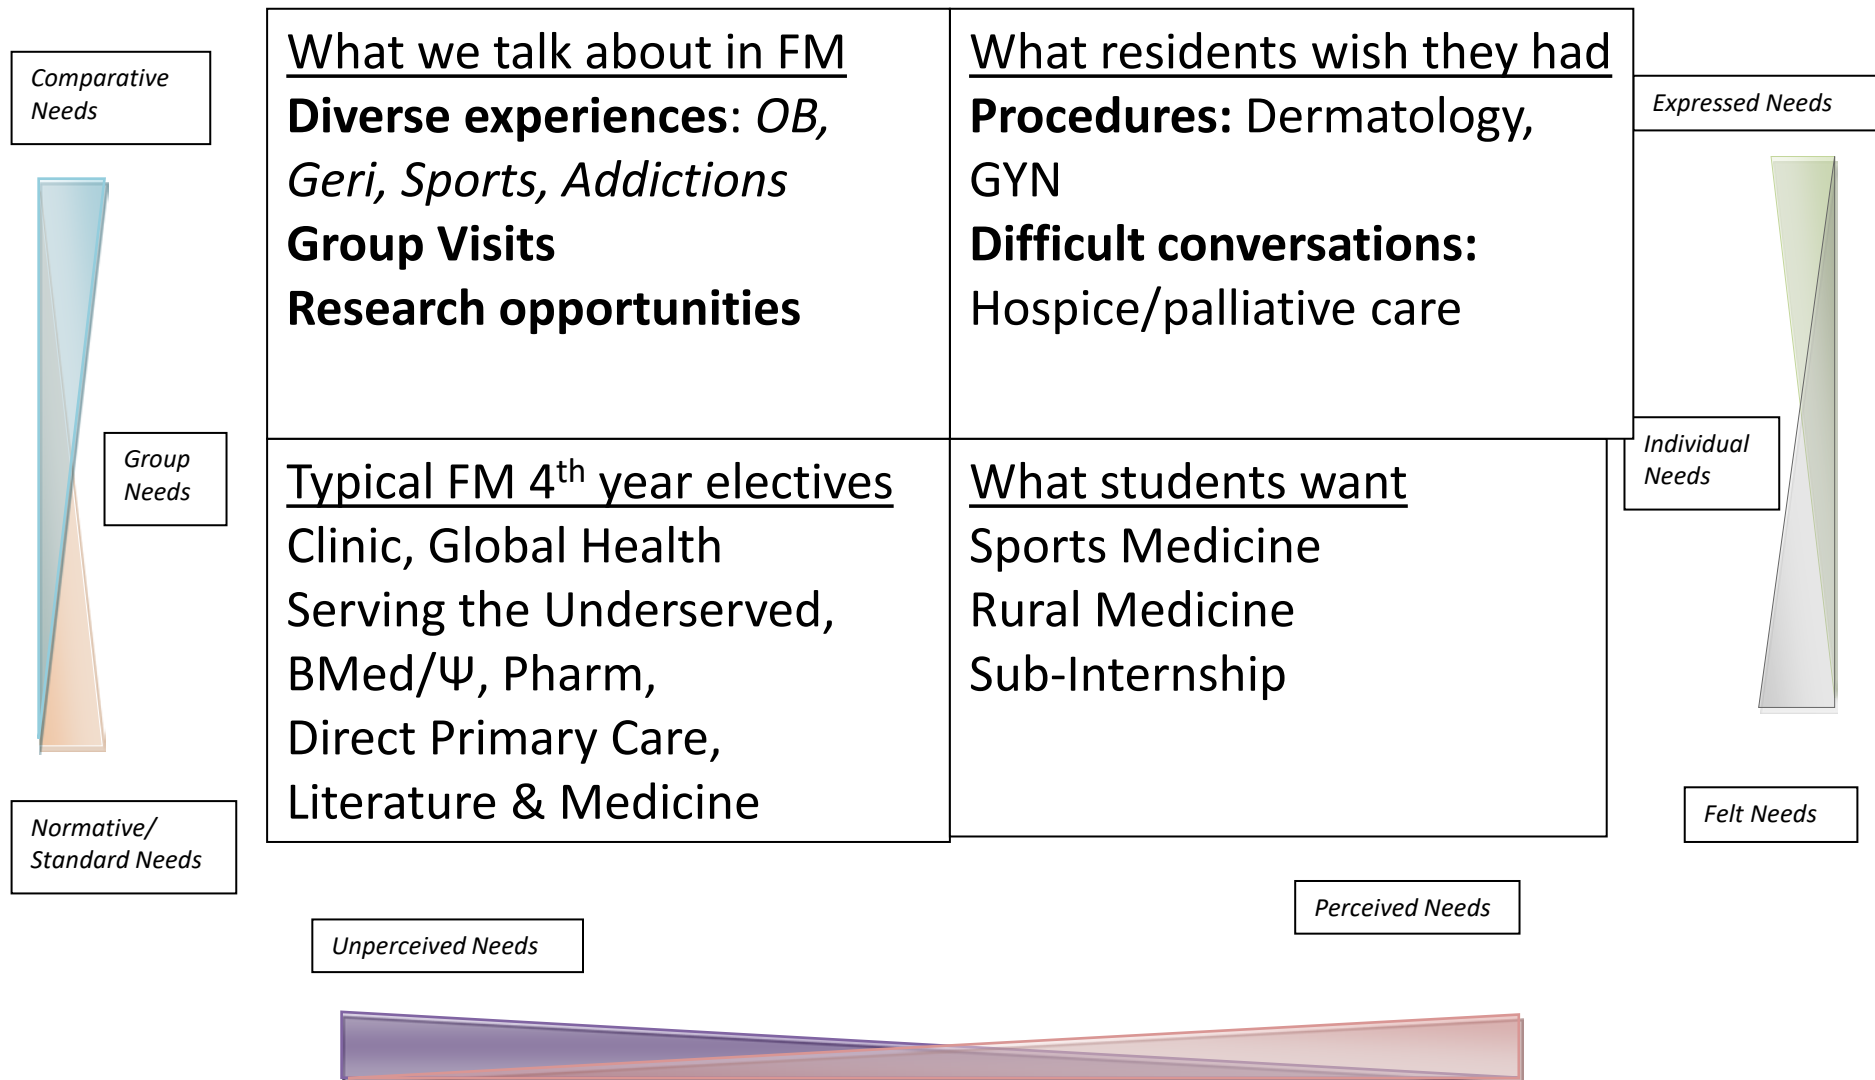 Comparative
Needs
What we talk about in FM
Diverse experiences: OB,
Geri, Sports, Addictions
Group Visits
Research opportunities
What residents wish they had
Procedures: Dermatology,
GYN
Difficult conversations:
Hospice/palliative care
Expressed Needs
Group
Needs
Individual
Needs
Typical FM 4th year electives
Clinic, Global Health
Serving the Underserved,
BMed/Ψ, Pharm,
Direct Primary Care,
Literature & Medicine
What students want
Sports Medicine
Rural Medicine
Sub-Internship
Normative/
Standard Needs
Felt Needs
Unperceived Needs
Perceived Needs